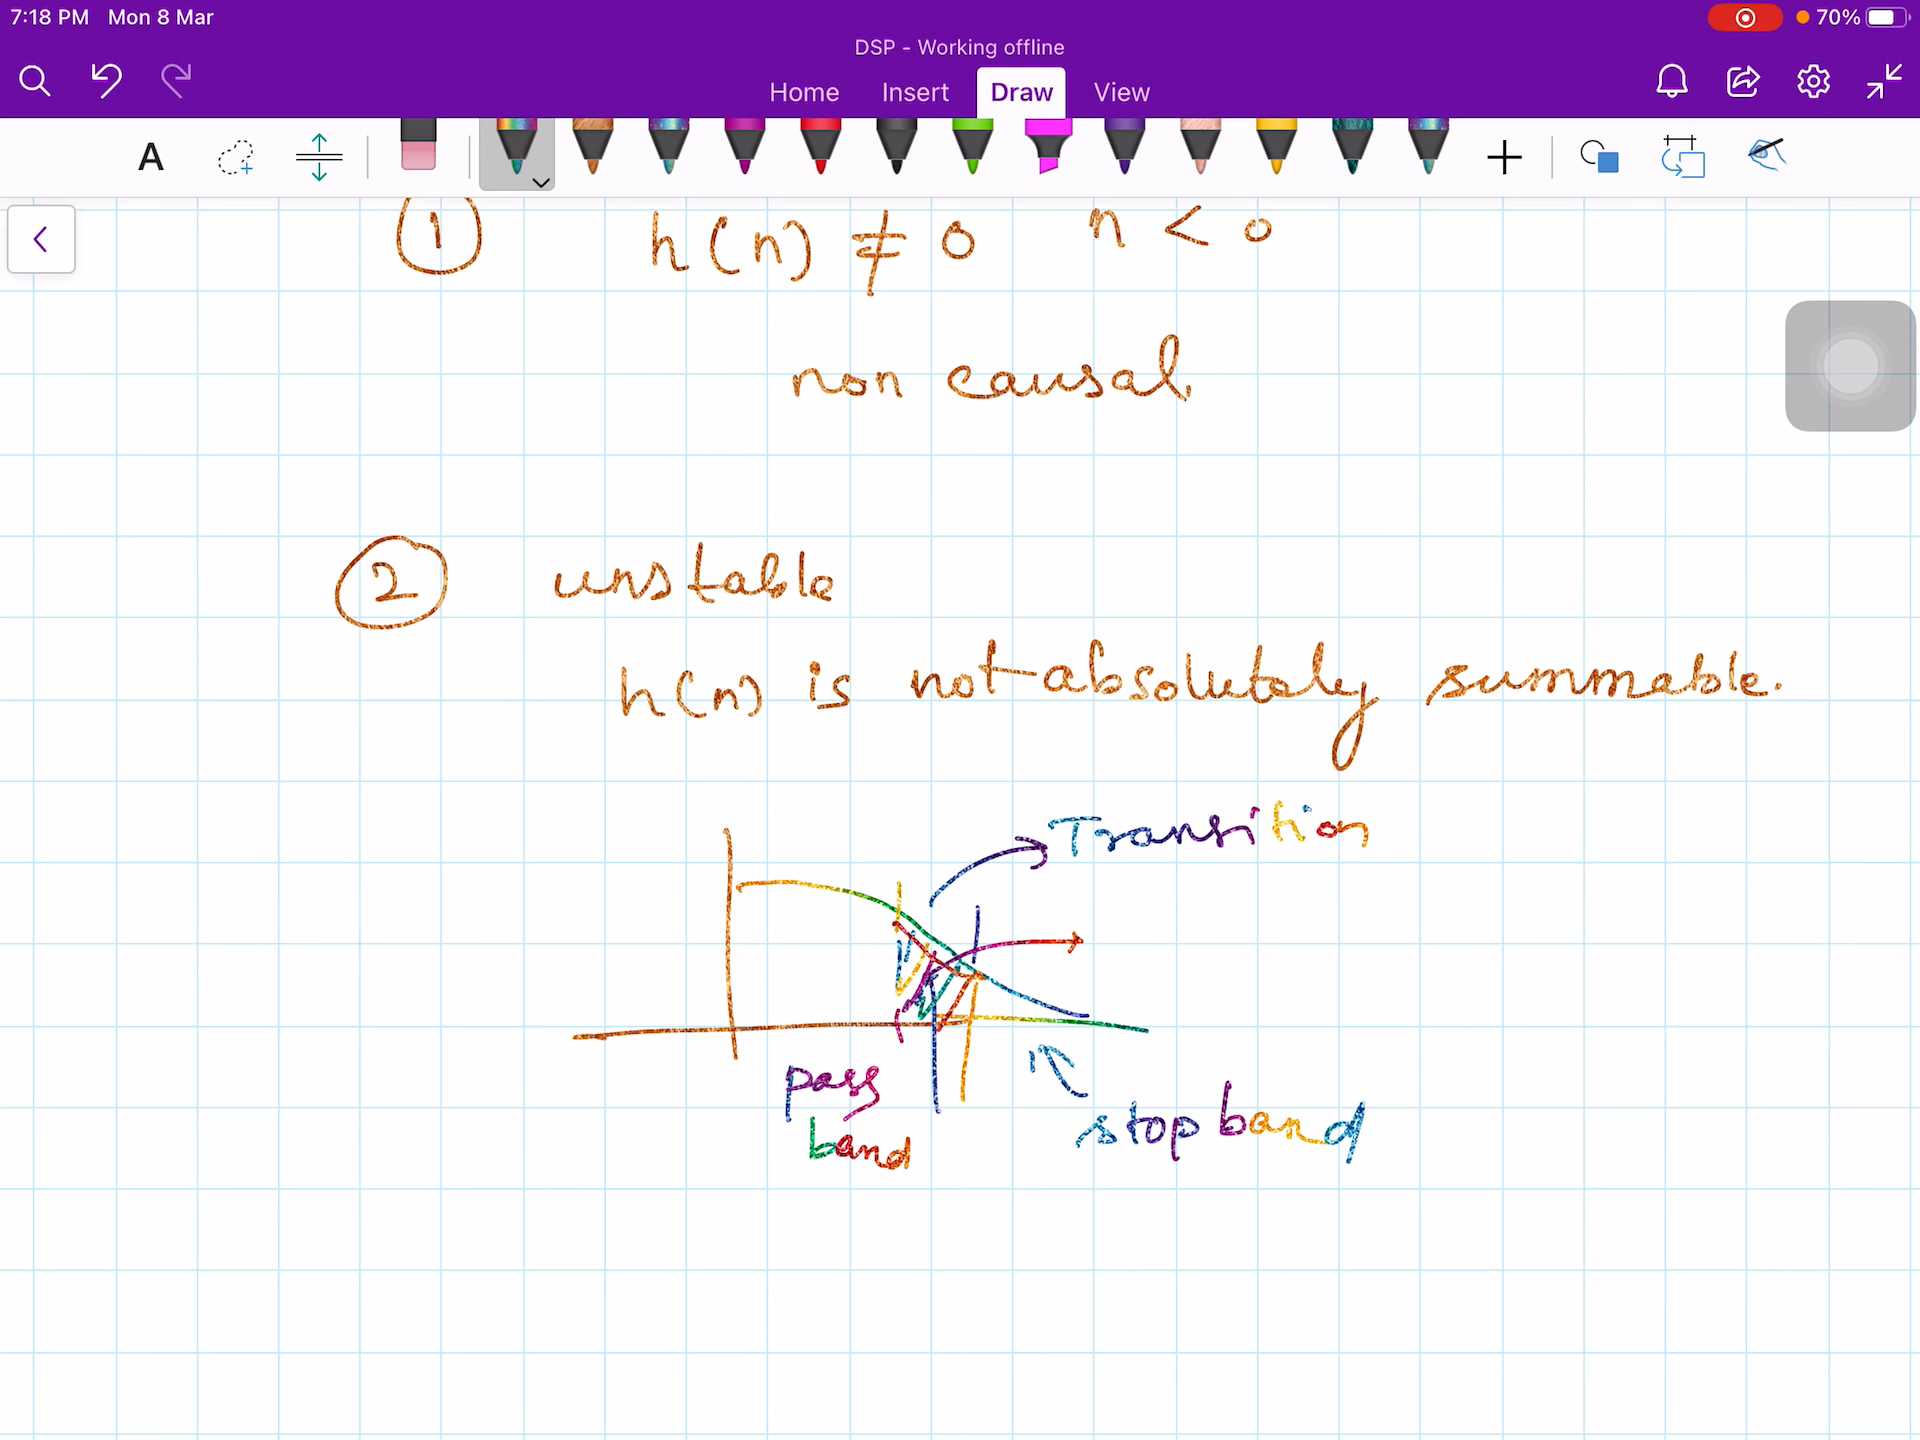 7:18 PM Mon 8 Mar
70%
DSP - Working offline
Home Insert Draw View
A
1 h(n) ≠ 0 n < 0
non causal
2 unstable
h(n) is not absolutely summable.
Transition
pass
band
stop band